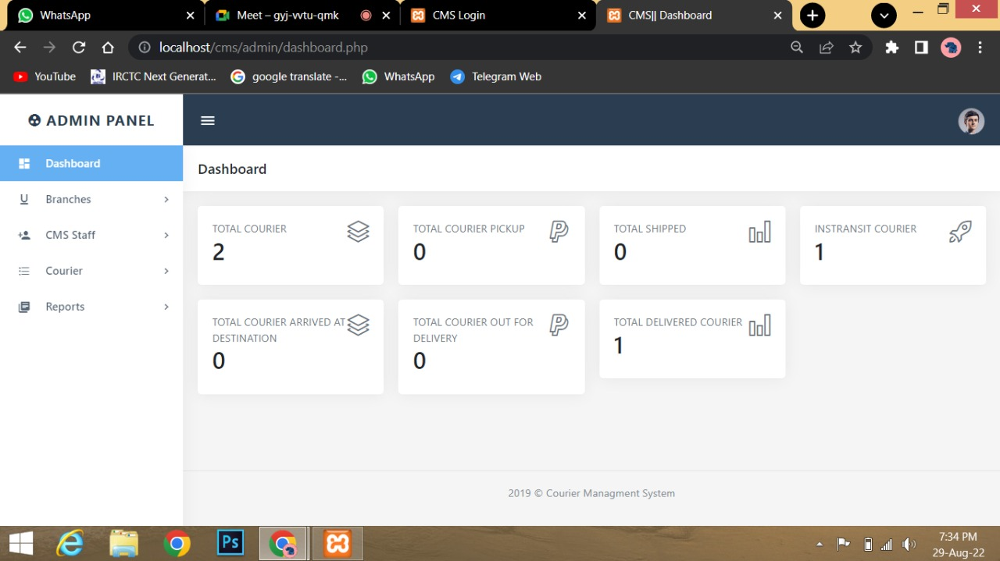 WhatsApp
Meet – gyj-vvtu-qmk
CMS Login
CMS|| Dashboard
localhost/cms/admin/dashboard.php
YouTube
IRCTC Next Generat...
google translate -...
WhatsApp
Telegram Web
ADMIN PANEL
Dashboard
Branches
CMS Staff
Courier
Reports
Dashboard
TOTAL COURIER
2
TOTAL COURIER PICKUP
0
TOTAL SHIPPED
0
INSTRANSIT COURIER
1
TOTAL COURIER ARRIVED AT
DESTINATION
0
TOTAL COURIER OUT FOR
DELIVERY
0
TOTAL DELIVERED COURIER
1
2019 © Courier Managment System
Ps
7:34 PM
29-Aug-22